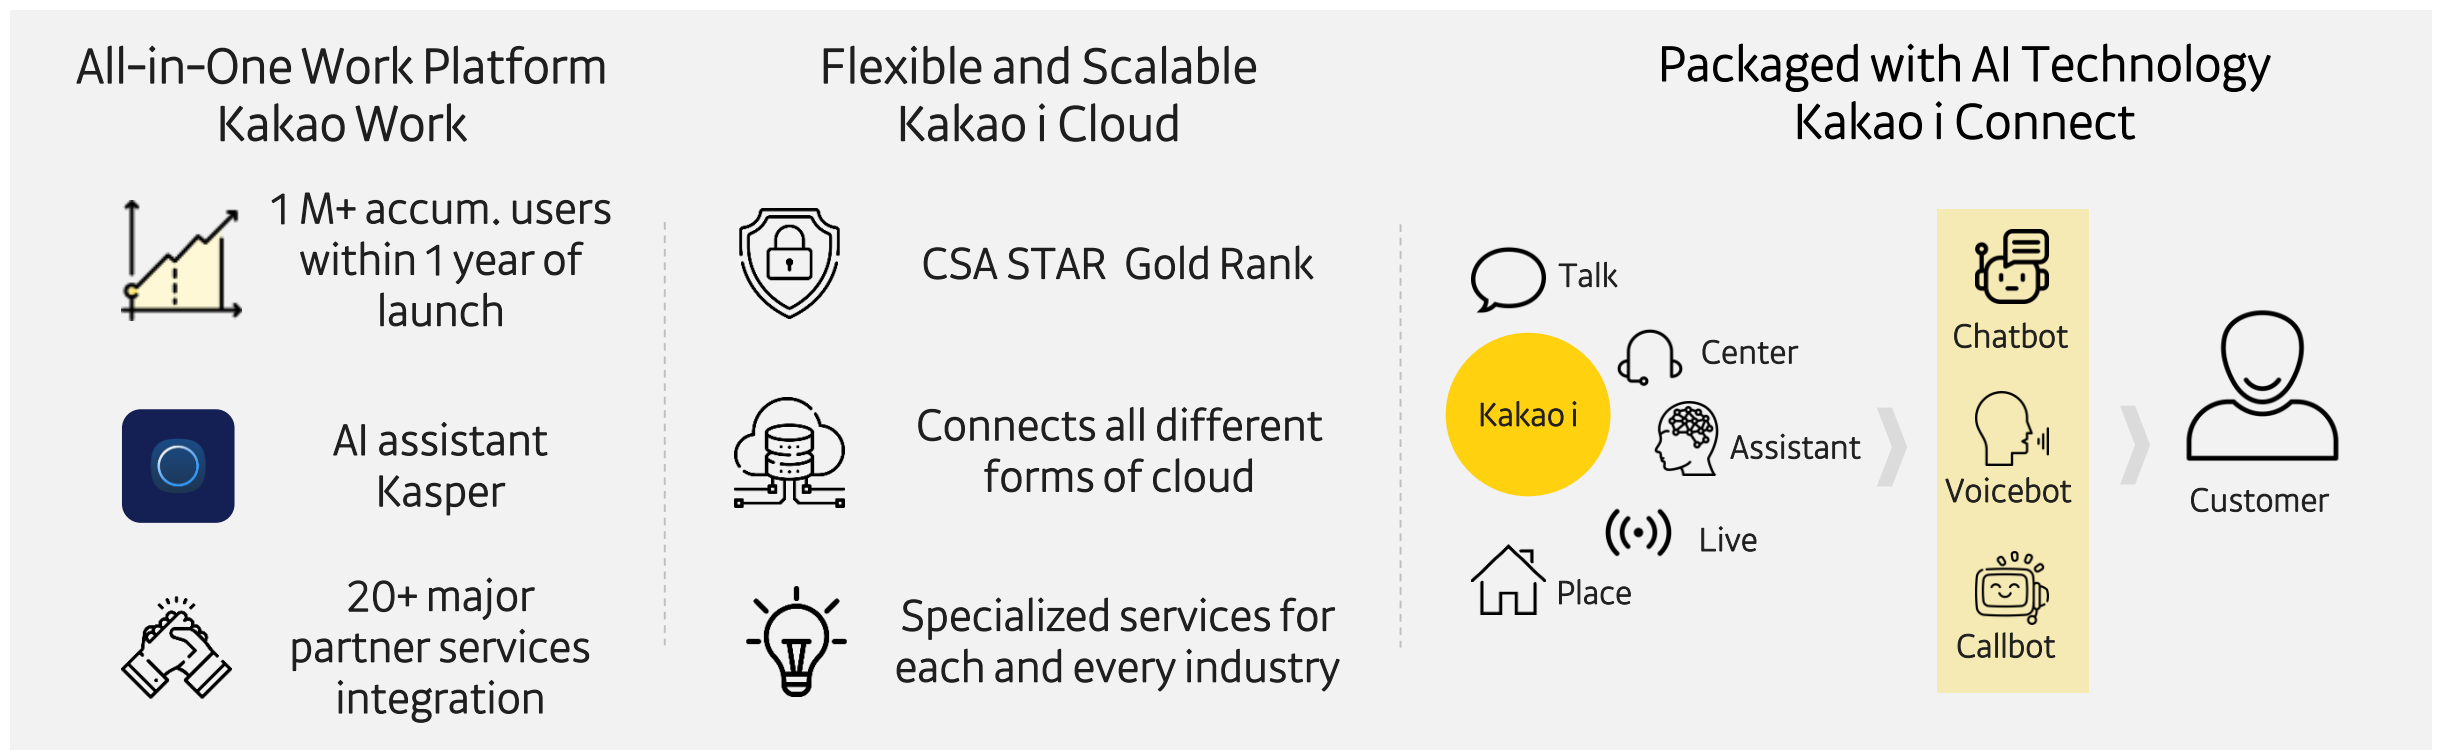 All-in-One Work Platform
Kakao Work
1 M+ accum. users
within 1 year of
launch
AI assistant
Kasper
20+ major
partner services
integration
Flexible and Scalable
Kakao i Cloud
CSA STAR  Gold Rank
Connects all different
forms of cloud
Specialized services for
each and every industry
Packaged with AI Technology
Kakao i Connect
Talk
Center
Kakao i
Assistant
Live
Place
Chatbot
Voicebot
Callbot
Customer